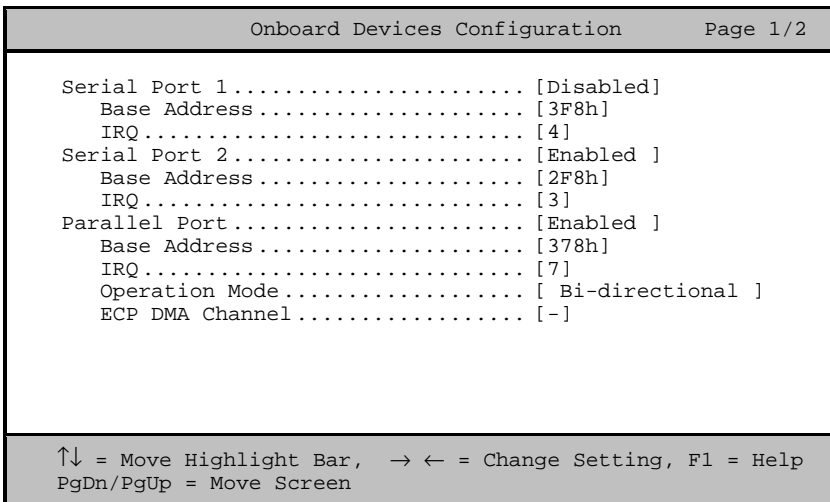 Onboard Devices Configuration Page 1/2
Serial Port 1....................... [Disabled]
Base Address..................... [3F8h]
IRQ.............................. [4]
Serial Port 2....................... [Enabled ]
Base Address..................... [2F8h]
IRQ.............................. [3]
Parallel Port....................... [Enabled ]
Base Address..................... [378h]
IRQ.............................. [7]
Operation Mode................... [ Bi-directional ]
ECP DMA Channel.................. [-]
↑↓ = Move Highlight Bar, → ← = Change Setting, F1 = Help
PgDn/PgUp = Move Screen